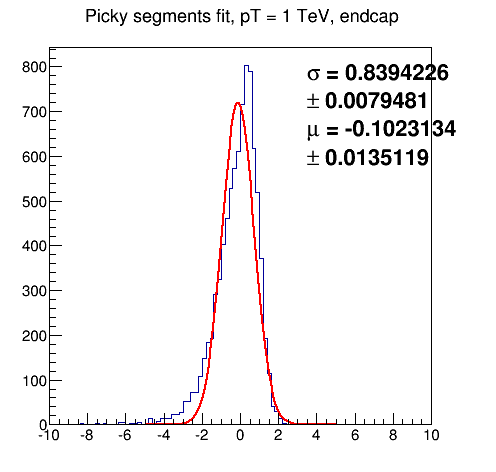 Picky segments fit, pT = 1 TeV, endcap
σ = 0.8394226
± 0.0079481
μ = -0.1023134
± 0.0135119
800
700
600
500
400
300
200
100
0
-10 -8 -6 -4 -2 0 2 4 6 8 10